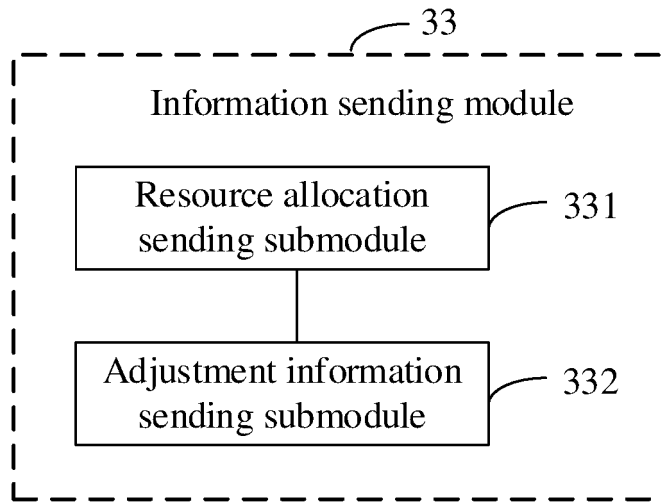 33
Information sending module
Resource allocation
sending submodule
331
Adjustment information
sending submodule
332